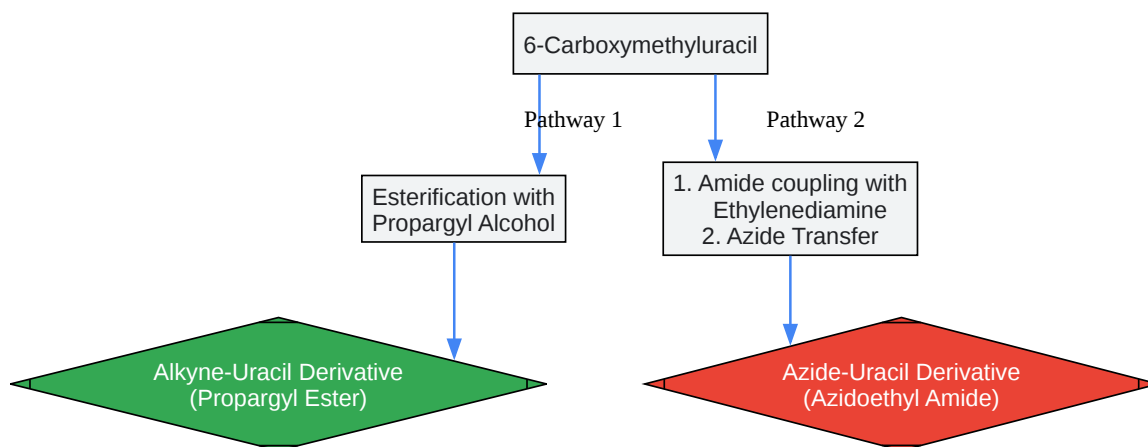 6-Carboxymethyluracil
Pathway 1
Pathway 2
Esterification with
Propargyl Alcohol
1. Amide coupling with
Ethylenediamine
2. Azide Transfer
Alkyne-Uracil Derivative
(Propargyl Ester)
Azide-Uracil Derivative
(Azidoethyl Amide)